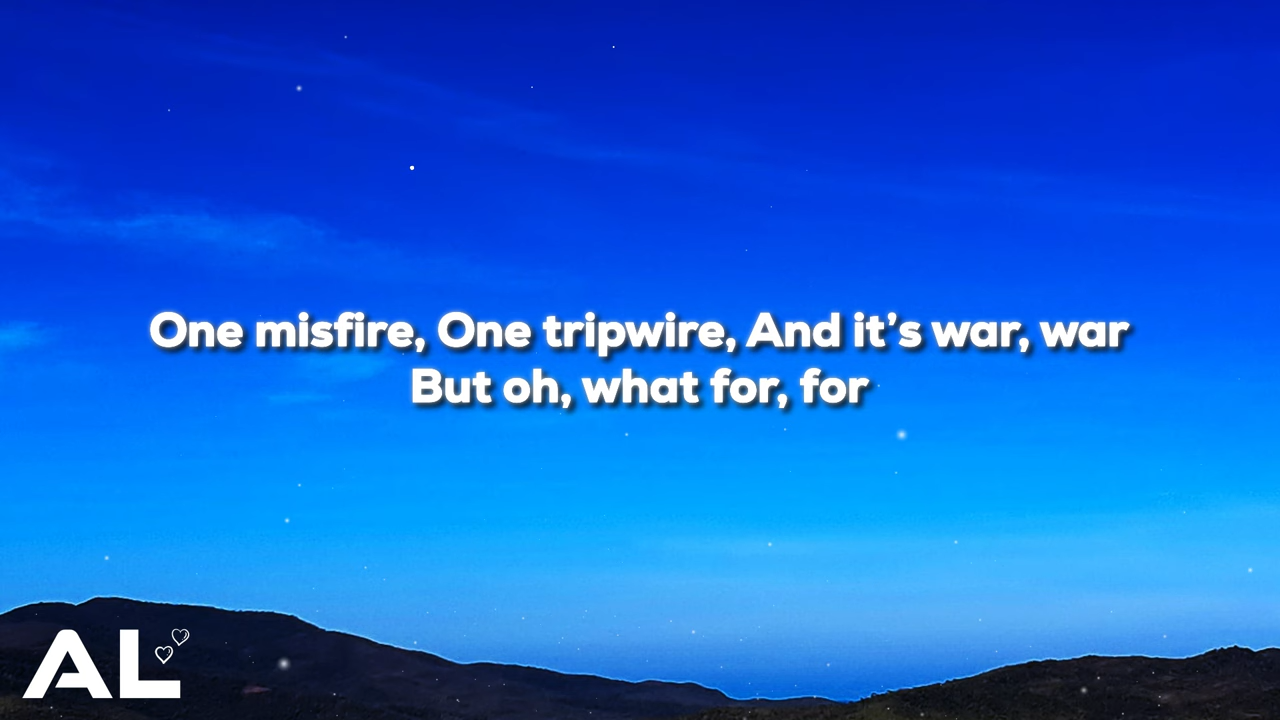 One misfire, One tripwire, And it’s war, war
But oh, what for, for
AL